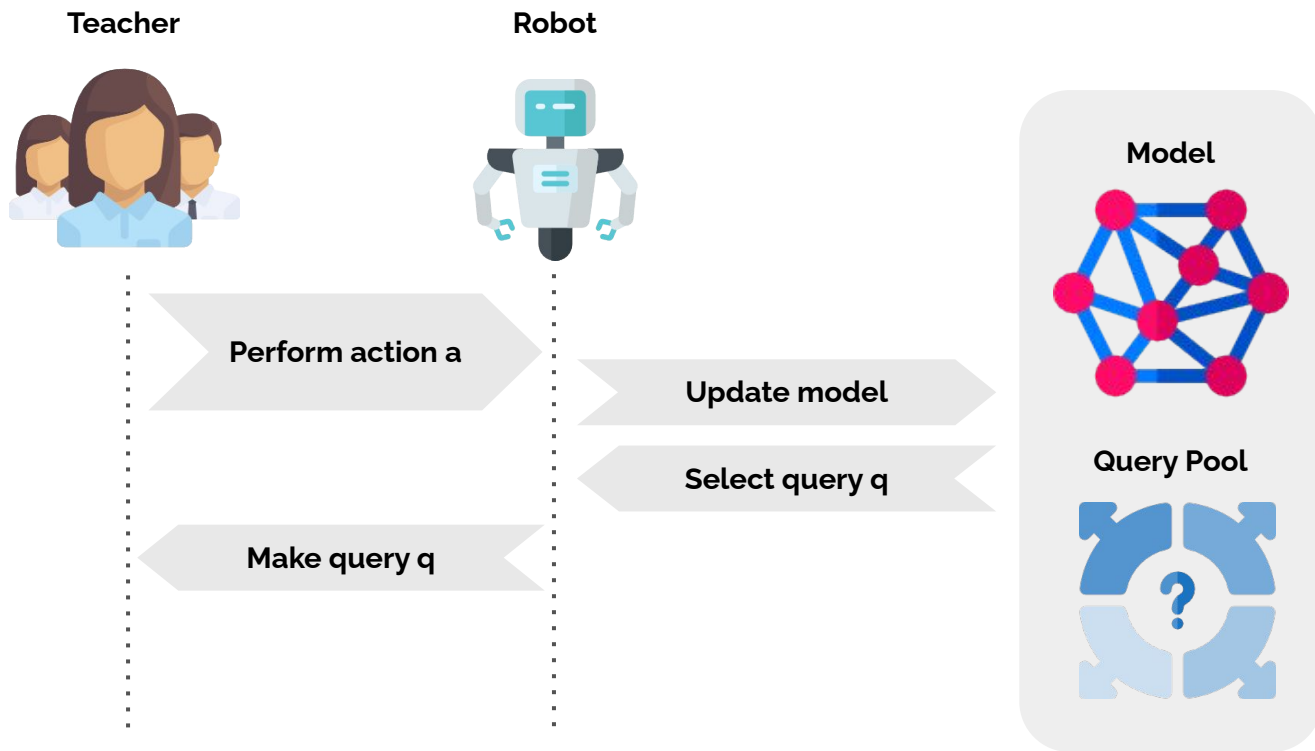 Teacher
Robot
Model
Perform action a
Update model
Query Pool
Select query q
Make query q
?